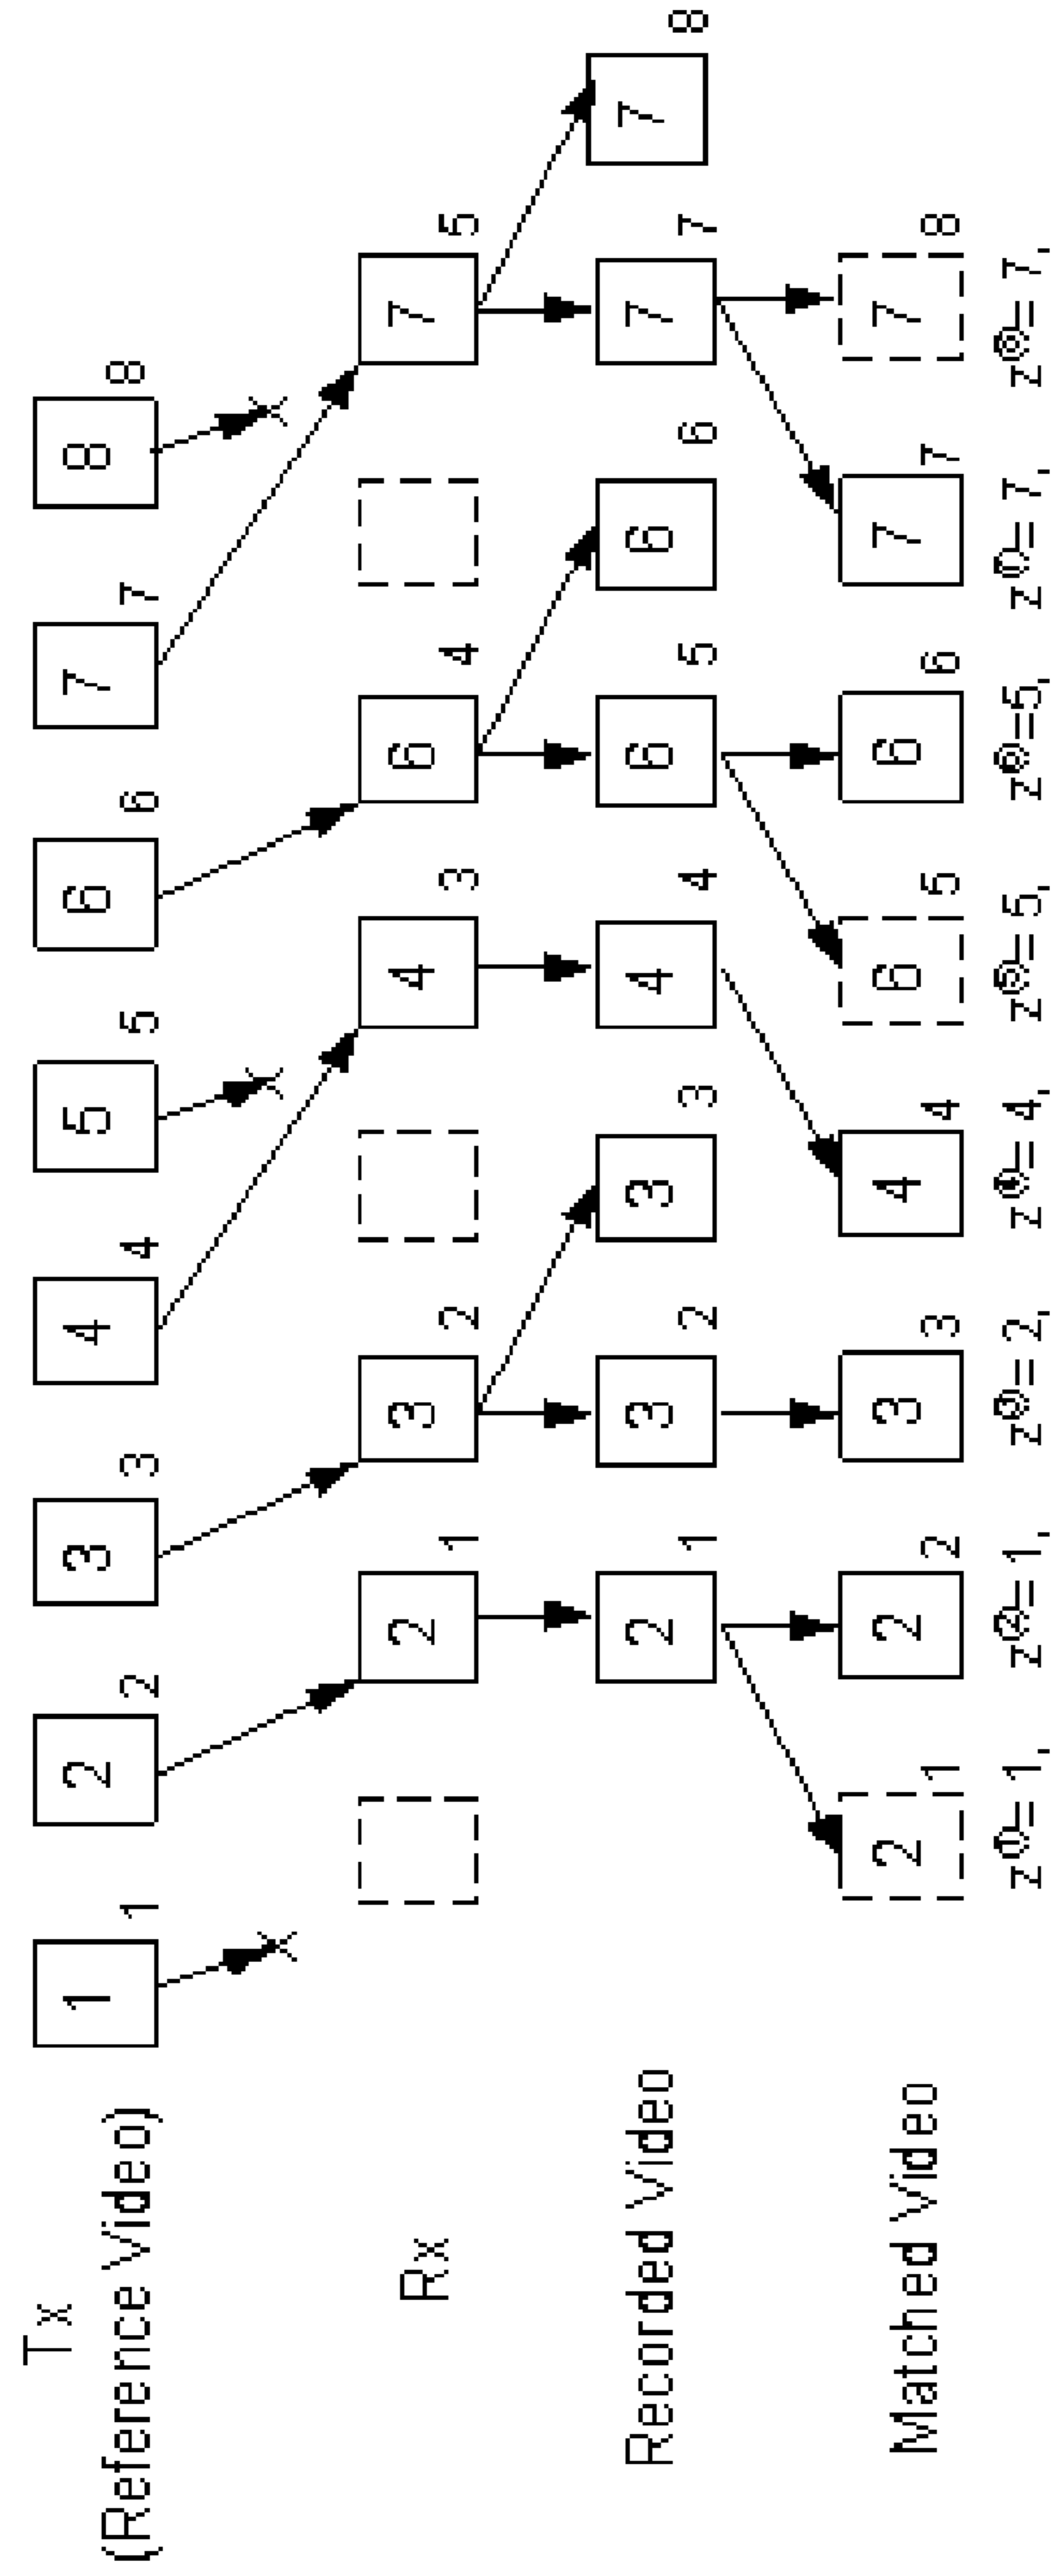 Tx
(Reference Video)
1 2 3 4 5 6 7 8
1 2 3 4 5 6 7 8
Rx
2 3 4 6 7
1 2 3 4 5
Recorded Video
2 3 3 4 6 6 7 7
1 2 3 4 5 6 7 8
Matched Video
2 2 3 4 6 6 7 7
1 2 3 4 5 6 7 8
z(1)= 1, z(2)= 1, z(3)= 2, z(4)= 4, z(5)= 5, z(6)=5, z(7)= 7, z(8)= 7,